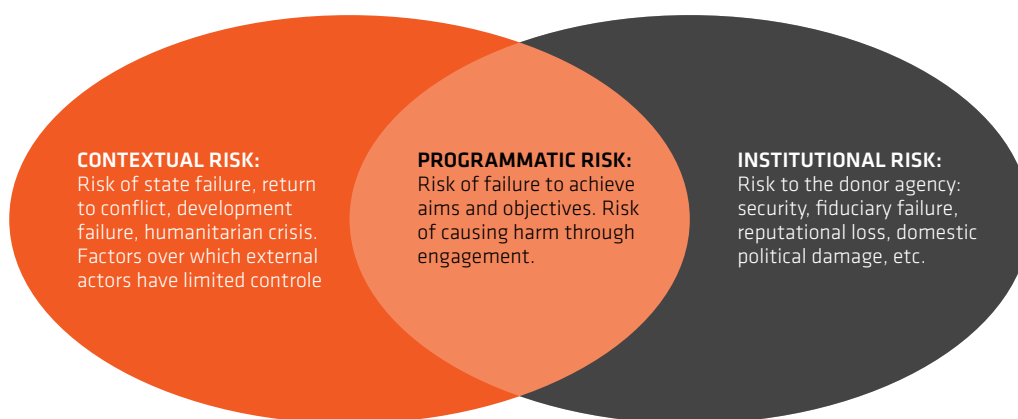 CONTEXTUAL RISK:
Risk of state failure, return
to conflict, development
failure, humanitarian crisis.
Factors over which external
actors have limited controle
PROGRAMMATIC RISK:
Risk of failure to achieve
aims and objectives. Risk
of causing harm through
engagement.
INSTITUTIONAL RISK:
Risk to the donor agency:
security, fiduciary failure,
reputational loss, domestic
political damage, etc.